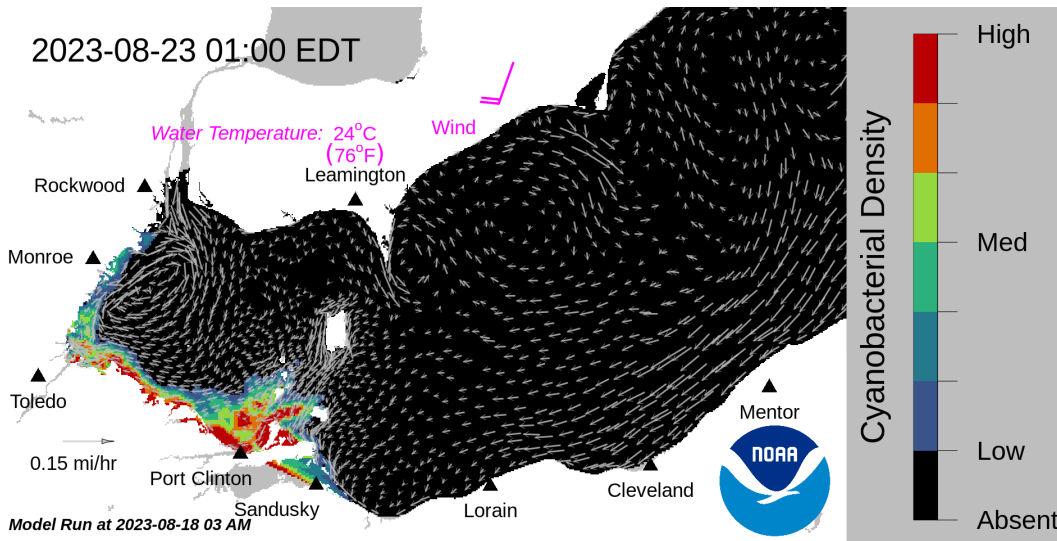 2023-08-23 01:00 EDT
Water Temperature: 24°C
(76°F)
Wind
Leamington
Rockwood
Monroe
Toledo
0.15 mi/hr
Port Clinton
Sandusky
Lorain
Cleveland
Mentor
NOAA
Model Run at 2023-08-18 03 AM
Cyanobacterial Density
High
Med
Low
Absent